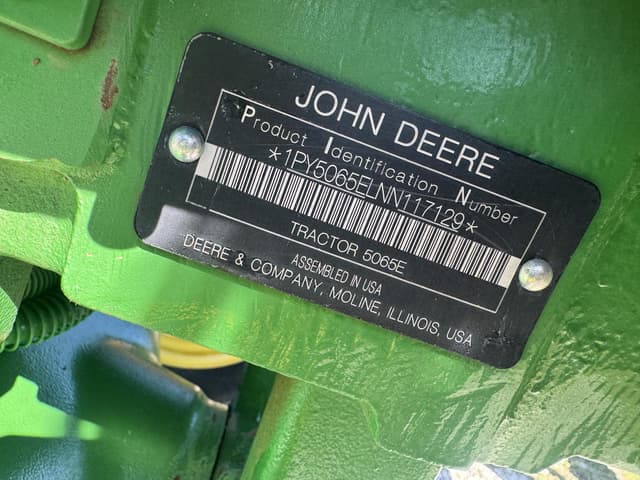 JOHN DEERE
Product Identification Number
*1PY5065ELNN117129*
TRACTOR 5065E
ASSEMBLED IN USA
DEERE & COMPANY, MOLINE, ILLINOIS, USA